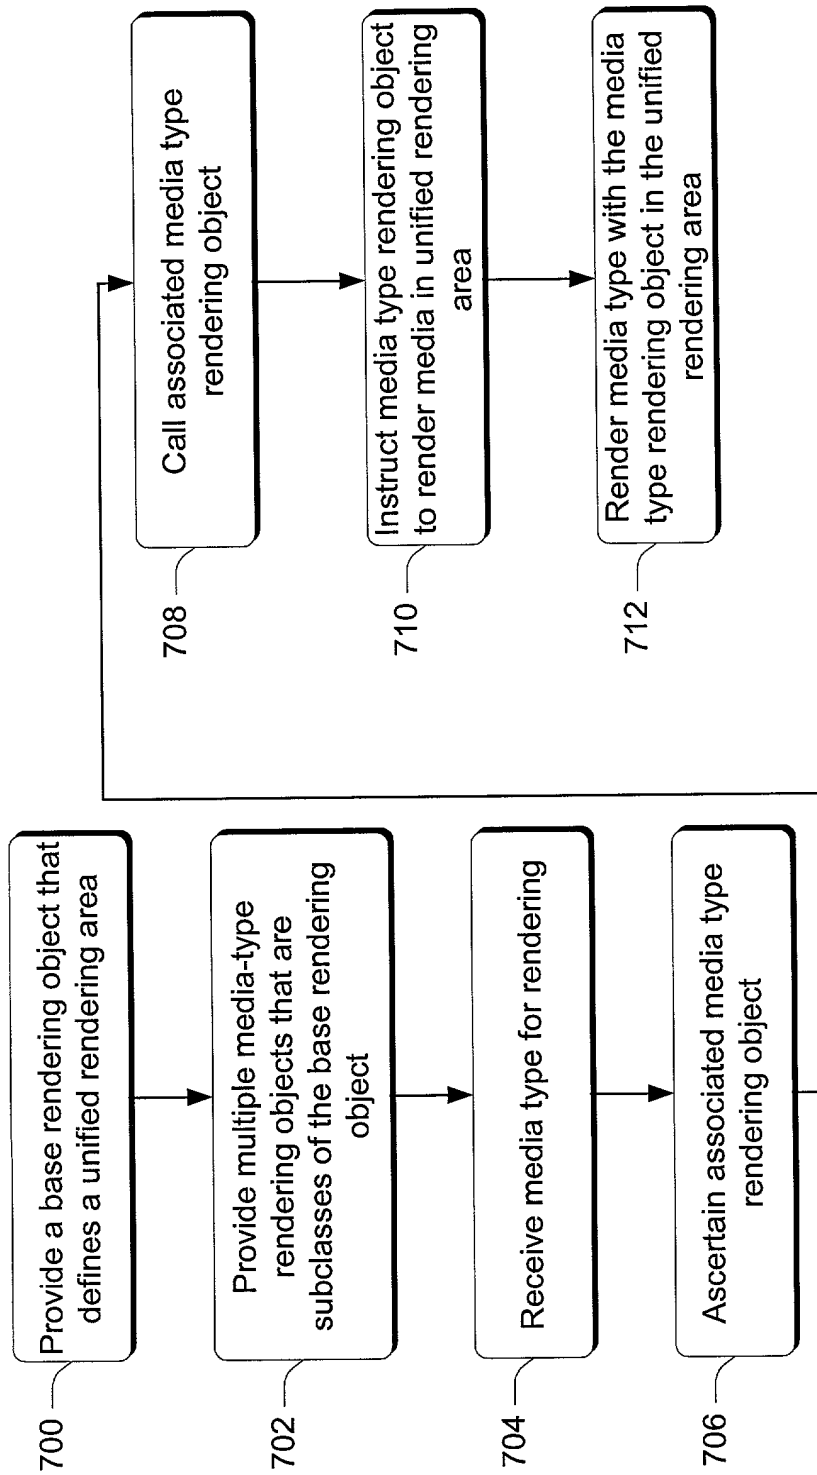 700
Provide a base rendering object that
defines a unified rendering area
702
Provide multiple media-type
rendering objects that are
subclasses of the base rendering
object
704
Receive media type for rendering
706
Ascertain associated media type
rendering object
708
Call associated media type
rendering object
710
Instruct media type rendering object
to render media in unified rendering
area
712
Render media type with the media
type rendering object in the unified
rendering area